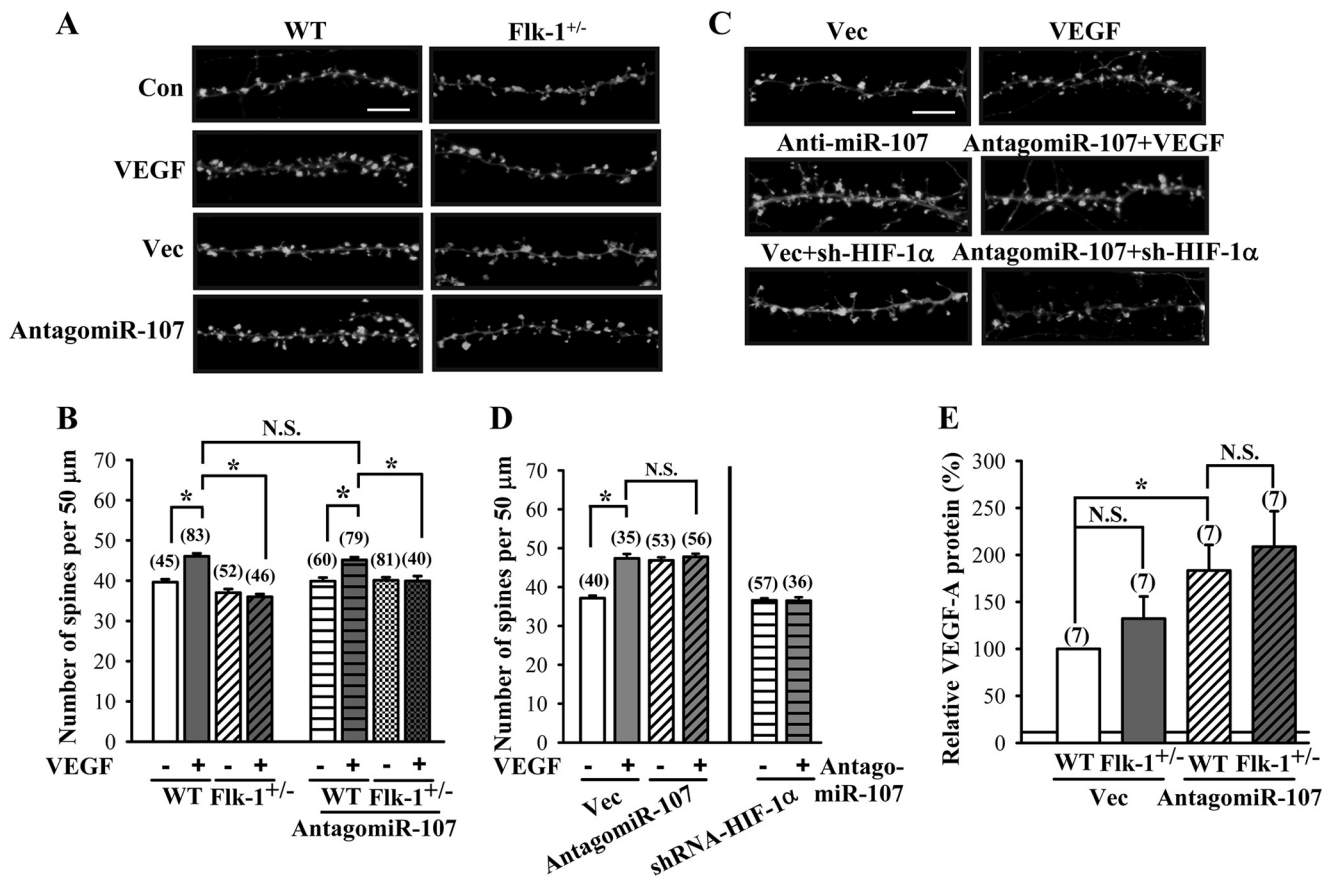 A
WT
Flk-1+/-
Con
VEGF
Vec
AntagomiR-107
C
Vec
VEGF
Anti-miR-107
AntagomiR-107+VEGF
Vec+sh-HIF-1α
AntagomiR-107+sh-HIF-1α
B
Number of spines per 50 µm
70
60
50
40
30
20
10
0
N.S.
*
*
*
*
(45)
(83)
(52)
(46)
(60)
(79)
(81)
(40)
VEGF - + - + - + - +
WT Flk-1+/- WT Flk-1+/-
AntagomiR-107
D
Number of spines per 50 µm
70
60
50
40
30
20
10
0
*
N.S.
(40)
(35)
(53)
(56)
(57)
(36)
VEGF - + - + - + Antago-
miR-107
Vec
AntagomiR-107
shRNA-HIF-1α
E
Relative VEGF-A protein (%)
300
250
200
150
100
50
0
N.S.
*
N.S.
(7)
(7)
(7)
(7)
WT Flk-1+/- WT Flk-1+/-
Vec AntagomiR-107